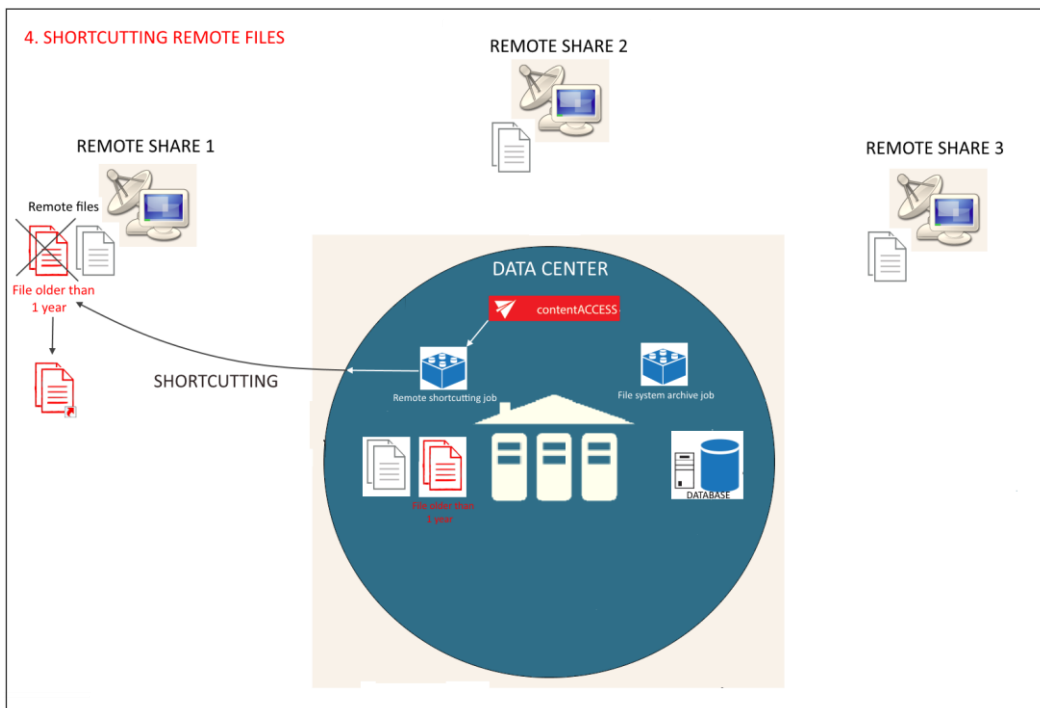 4. SHORTCUTTING REMOTE FILES
REMOTE SHARE 2
REMOTE SHARE 1
REMOTE SHARE 3
Remote files
File older than
1 year
SHORTCUTTING
DATA CENTER
contentACCESS
Remote shortcutting job
File system archive job
File older than
1 year
DATABASE